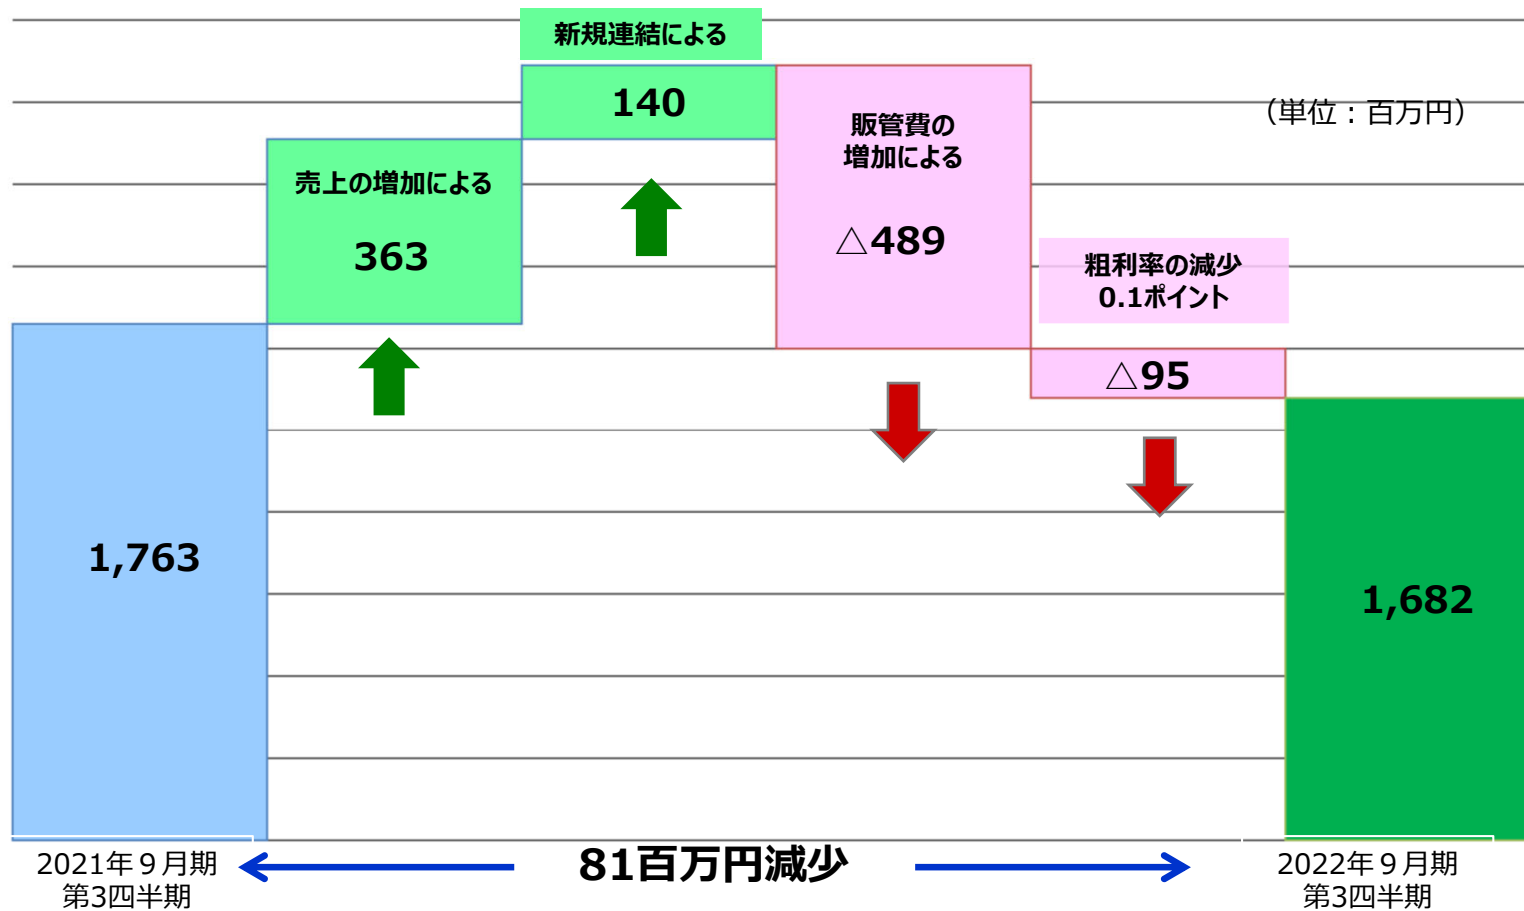 新規連結による
140
（単位：百万円）
販管費の
増加による
△489
売上の増加による
363
粗利率の減少
0.1ポイント
△95
1,763
1,682
2021年９月期
第3四半期
81百万円減少
2022年９月期
第3四半期